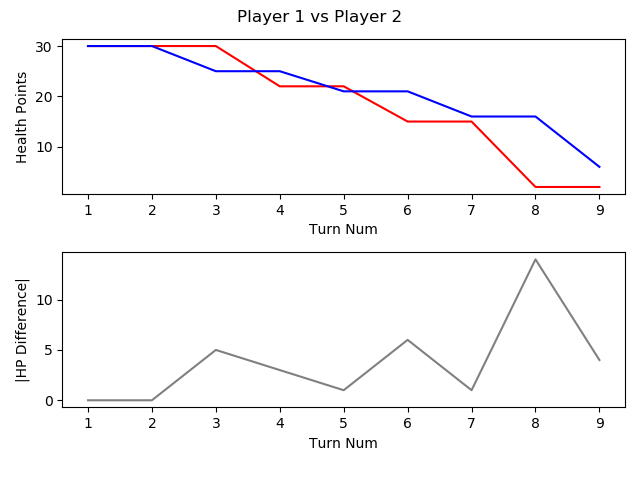 Player 1 vs Player 2
30
20
10
Health Points
1 2 3 4 5 6 7 8 9
Turn Num
10
5
0
|HP Difference|
1 2 3 4 5 6 7 8 9
Turn Num